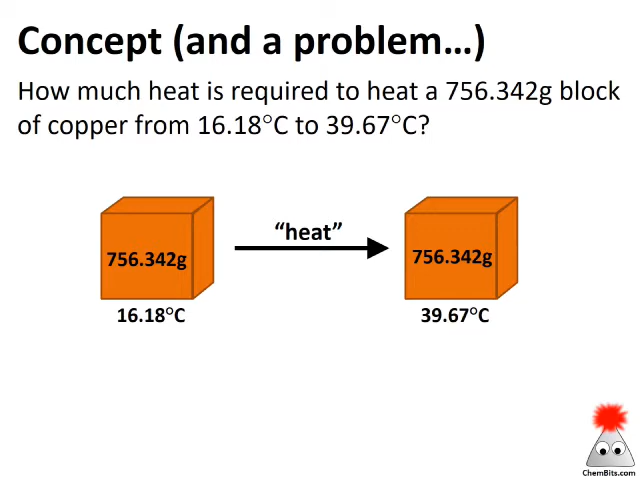 Concept (and a problem…)
How much heat is required to heat a 756.342g block
of copper from 16.18°C to 39.67°C?
“heat”
756.342g
756.342g
16.18°C
39.67°C
ChemBits.com